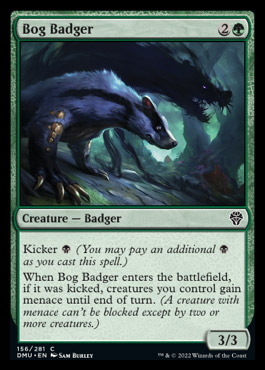 Bog Badger 2
Creature — Badger
Kicker (You may pay an additional
as you cast this spell.)
When Bog Badger enters the battlefield,
if it was kicked, creatures you control gain
menace until end of turn. (A creature with
menace can't be blocked except by two or
more creatures.)
3/3
156/281 C
DMU • EN SAM BURLEY
™ & © 2022 Wizards of the Coast